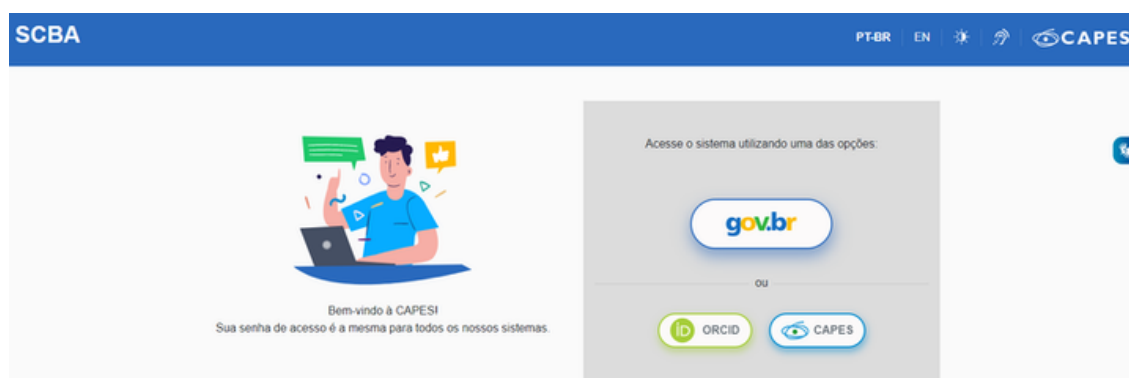 SCBA
PT-BR EN CAPES
Acesse o sistema utilizando uma das opções:
gov.br
ou
Bem-vindo à CAPES!
Sua senha de acesso é a mesma para todos os nossos sistemas.
iD ORCID CAPES